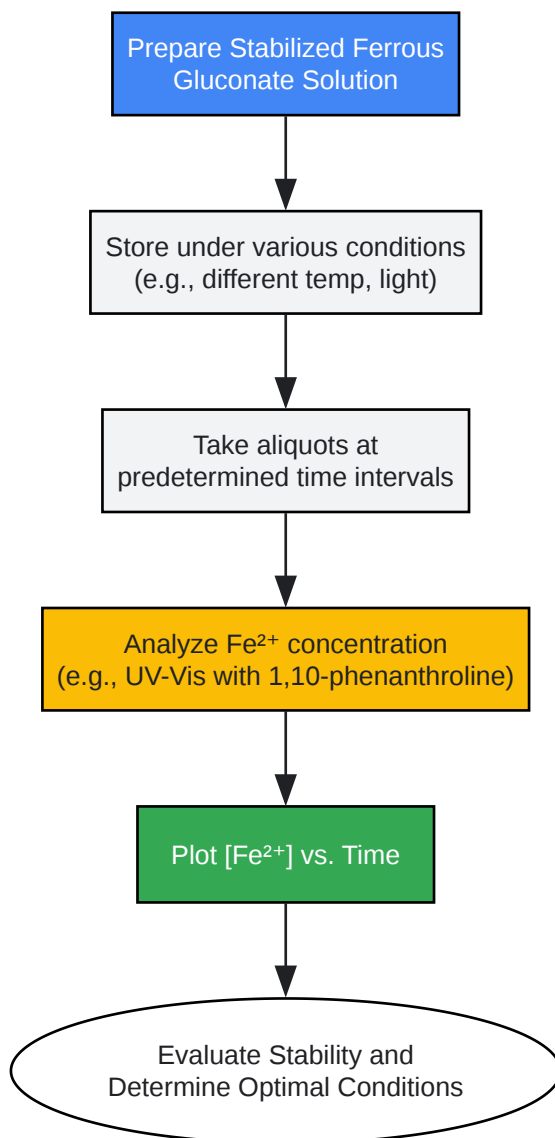 Prepare Stabilized Ferrous
Gluconate Solution
Store under various conditions
(e.g., different temp, light)
Take aliquots at
predetermined time intervals
Analyze Fe²⁺ concentration
(e.g., UV-Vis with 1,10-phenanthroline)
Plot [Fe²⁺] vs. Time
Evaluate Stability and
Determine Optimal Conditions